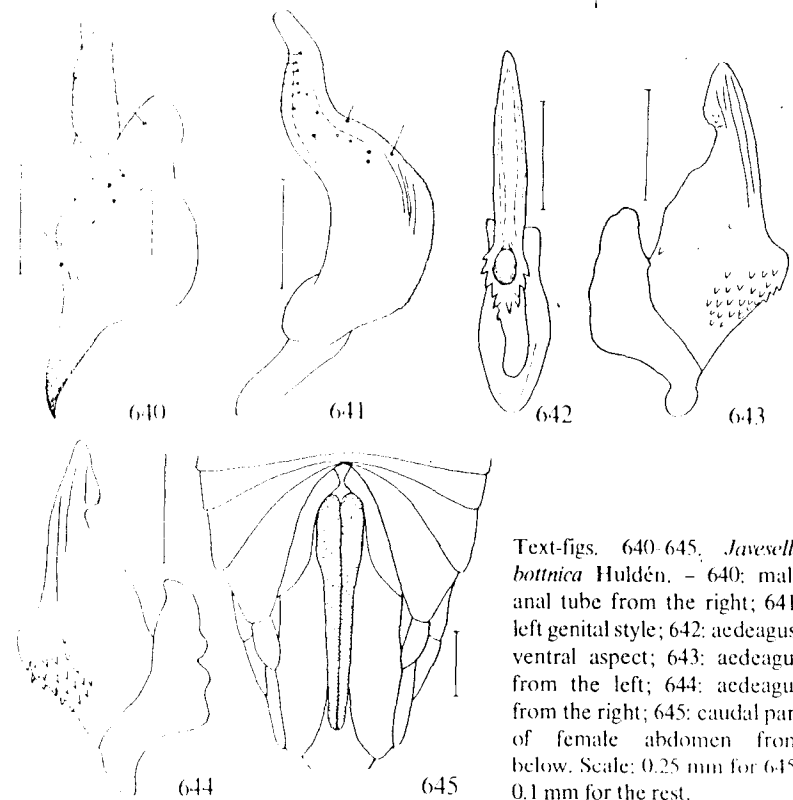 640
641
642
643
644
645
Text-figs. 640-645. Javesell
bottnica Huldén. – 640: mal
anal tube from the right; 641
left genital style; 642: aedeagus
ventral aspect; 643: aedeagu
from the left; 644: aedeagu
from the right; 645: caudal par
of female abdomen from
below. Scale: 0.25 mm for 645
0.1 mm for the rest.